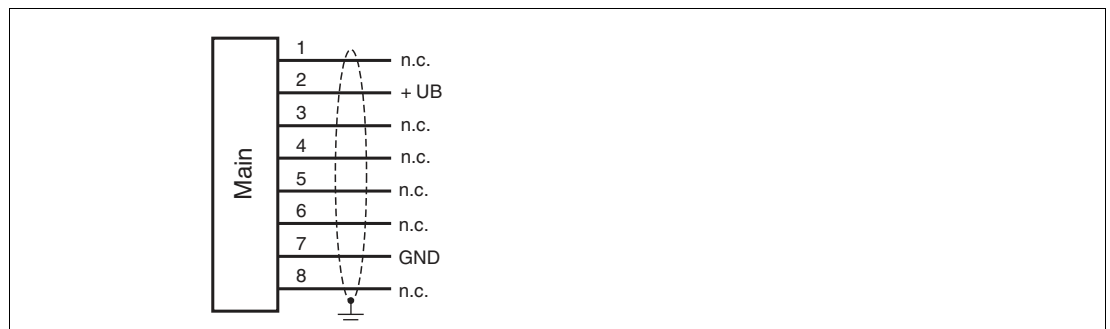 Main
1 n.c.
2 + UB
3 n.c.
4 n.c.
5 n.c.
6 n.c.
7 GND
8 n.c.